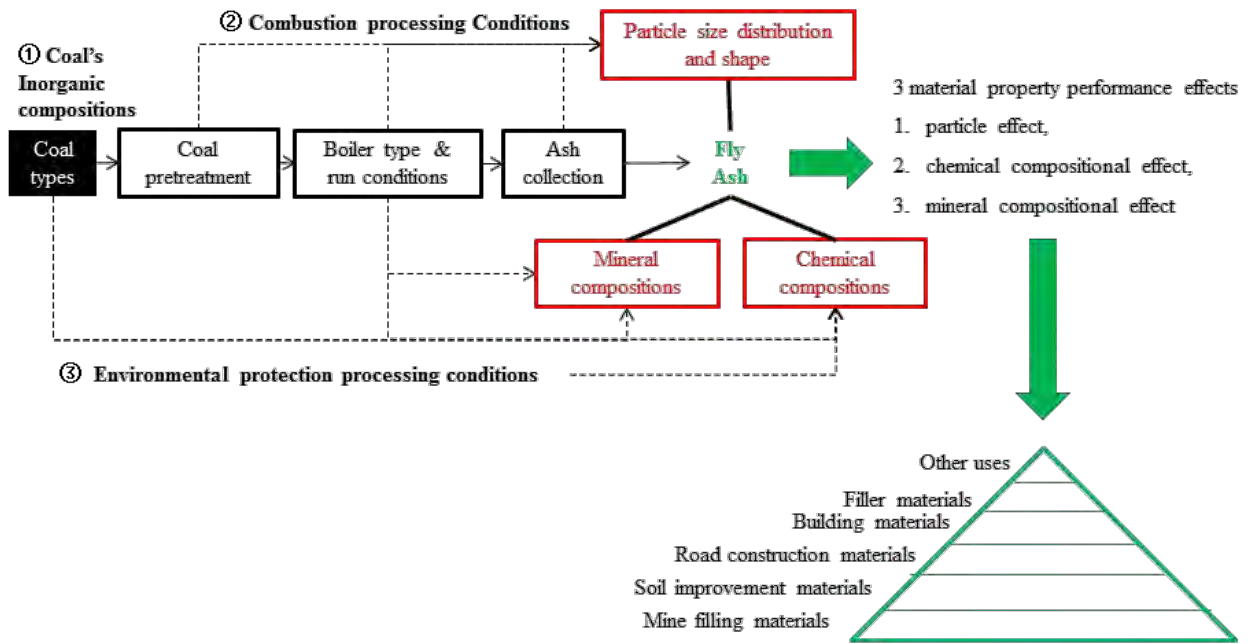 ② Combustion processing Conditions
① Coal's
Inorganic
compositions
Particle size distribution
and shape
Coal
types
Coal
pretreatment
Boiler type &
run conditions
Ash
collection
Fly
Ash
3 material property performance effects
1. particle effect,
2. chemical compositional effect,
3. mineral compositional effect
Mineral
compositions
Chemical
compositions
③ Environmental protection processing conditions
Other uses
Filler materials
Building materials
Road construction materials
Soil improvement materials
Mine filling materials